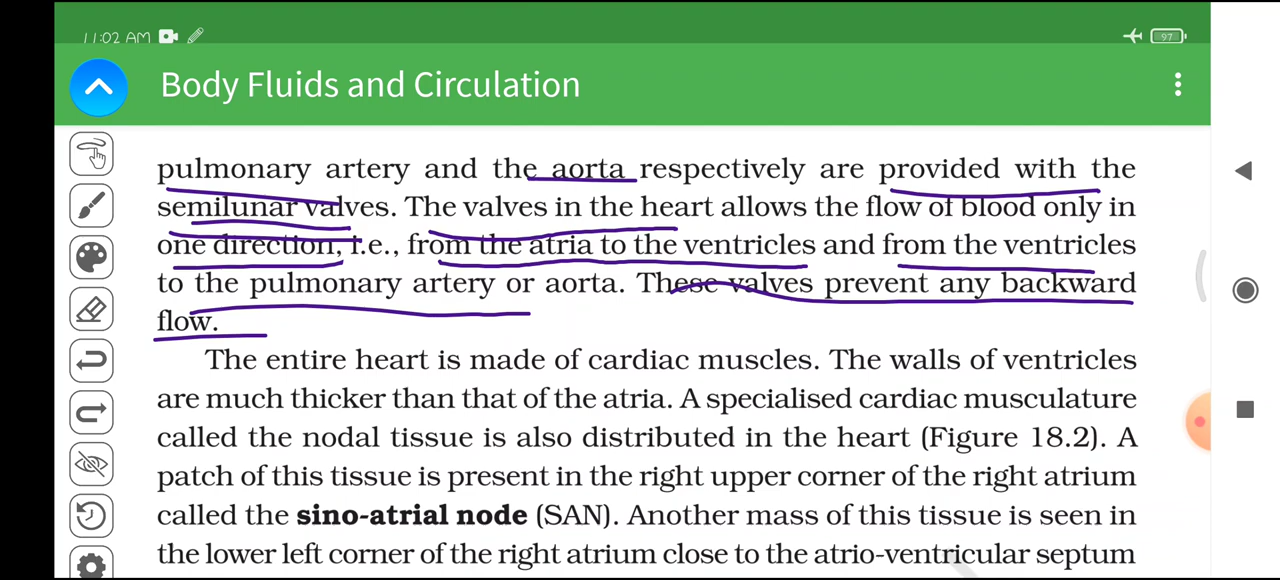 11:02 AM 97
Body Fluids and Circulation
pulmonary artery and the aorta respectively are provided with the
semilunar valves. The valves in the heart allows the flow of blood only in
one direction, i.e., from the atria to the ventricles and from the ventricles
to the pulmonary artery or aorta. These valves prevent any backward
flow.
The entire heart is made of cardiac muscles. The walls of ventricles
are much thicker than that of the atria. A specialised cardiac musculature
called the nodal tissue is also distributed in the heart (Figure 18.2). A
patch of this tissue is present in the right upper corner of the right atrium
called the sino-atrial node (SAN). Another mass of this tissue is seen in
the lower left corner of the right atrium close to the atrio-ventricular septum